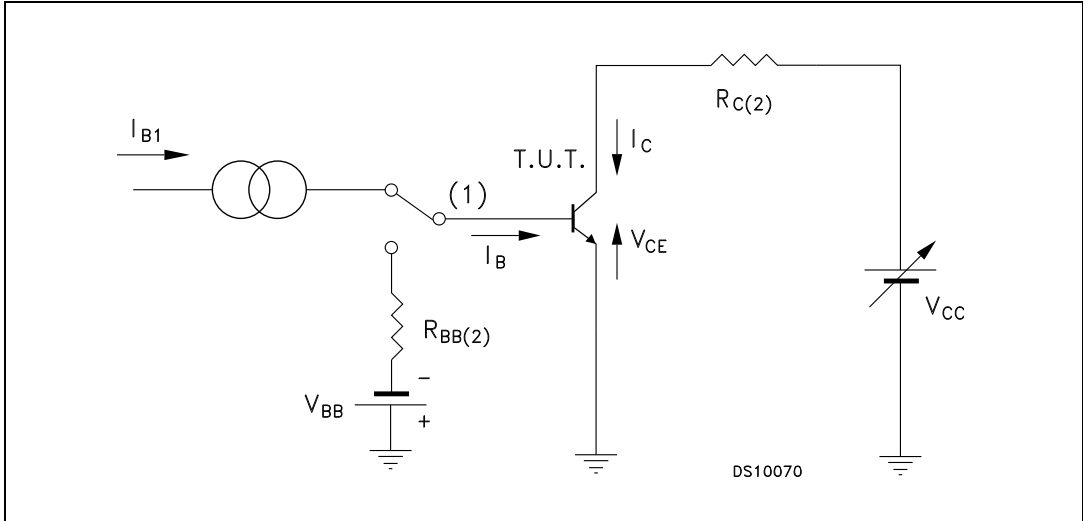 R_C(2)
I_B1
I_C
T.U.T.
(1)
I_B
V_CE
V_CC
R_BB(2)
-
V_BB
+
DS10070